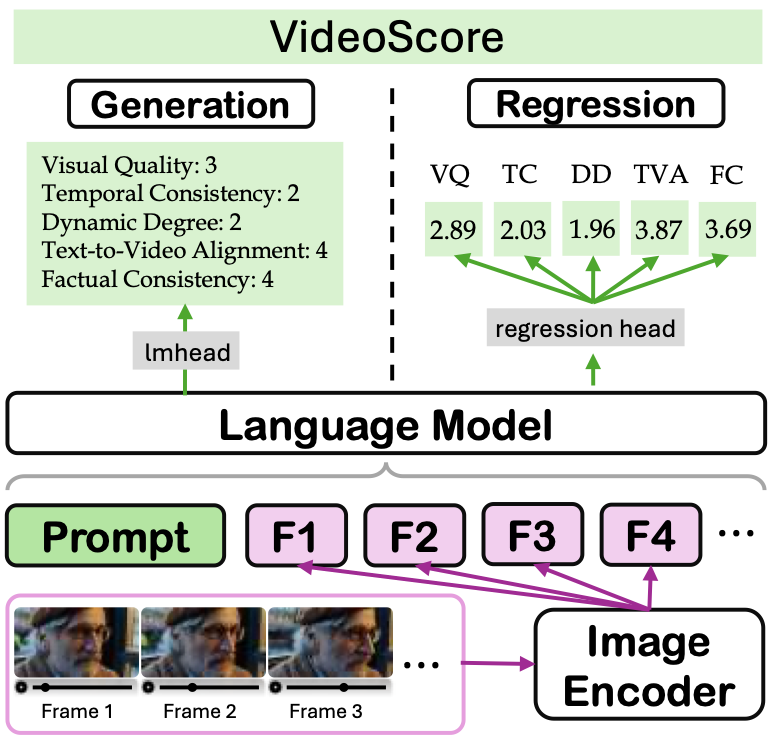 VideoScore
Generation
Visual Quality: 3
Temporal Consistency: 2
Dynamic Degree: 2
Text-to-Video Alignment: 4
Factual Consistency: 4
lmhead
Regression
VQ TC DD TVA FC
2.89 2.03 1.96 3.87 3.69
regression head
Language Model
Prompt F1 F2 F3 F4 ...
Frame 1 Frame 2 Frame 3 ...
Image
Encoder